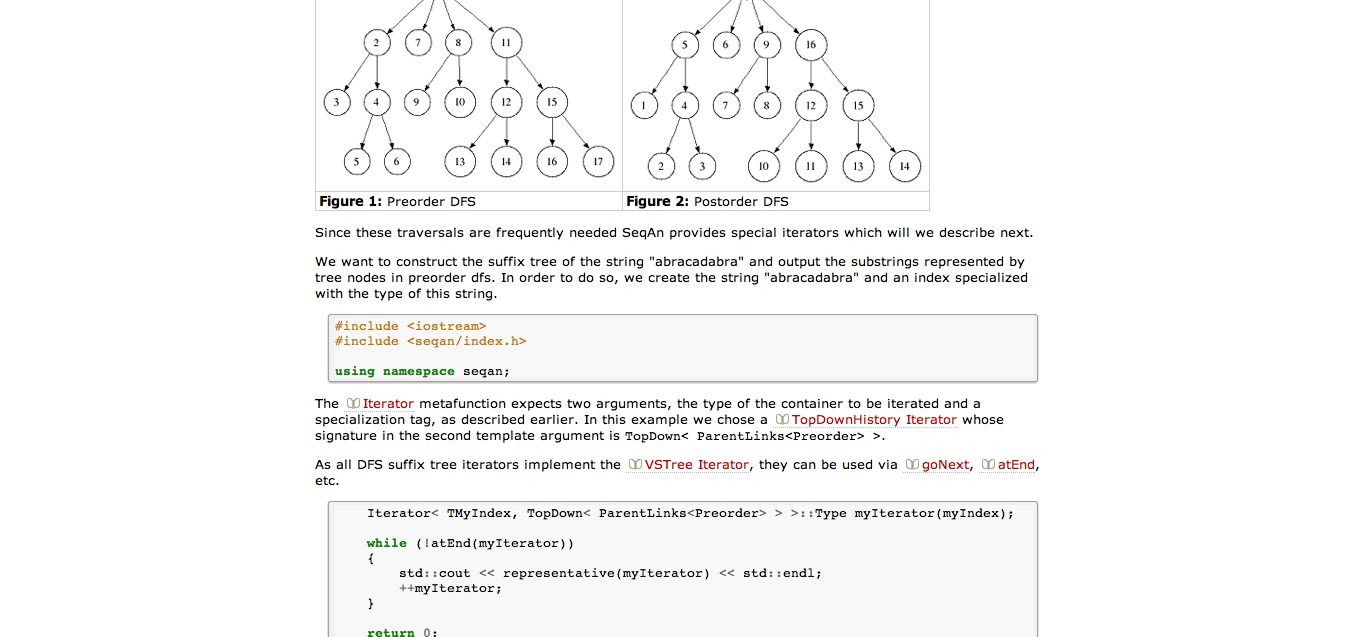 2 7 8 11
3 4 9 10 12 15
5 6 13 14 16 17
5 6 9 16
1 4 7 8 12 15
2 3 10 11 13 14
Figure 1: Preorder DFS
Figure 2: Postorder DFS
Since these traversals are frequently needed SeqAn provides special iterators which will we describe next.
We want to construct the suffix tree of the string "abracadabra" and output the substrings represented by
tree nodes in preorder dfs. In order to do so, we create the string "abracadabra" and an index specialized
with the type of this string.
#include <iostream>
#include <seqan/index.h>
using namespace seqan;
The Iterator metafunction expects two arguments, the type of the container to be iterated and a
specialization tag, as described earlier. In this example we chose a TopDownHistory Iterator whose
signature in the second template argument is TopDown< ParentLinks<Preorder> >.
As all DFS suffix tree iterators implement the VSTree Iterator, they can be used via goNext, atEnd,
etc.
Iterator< TMyIndex, TopDown< ParentLinks<Preorder> > >::Type myIterator(myIndex);
while (!atEnd(myIterator))
{
std::cout << representative(myIterator) << std::endl;
++myIterator;
}
return 0;